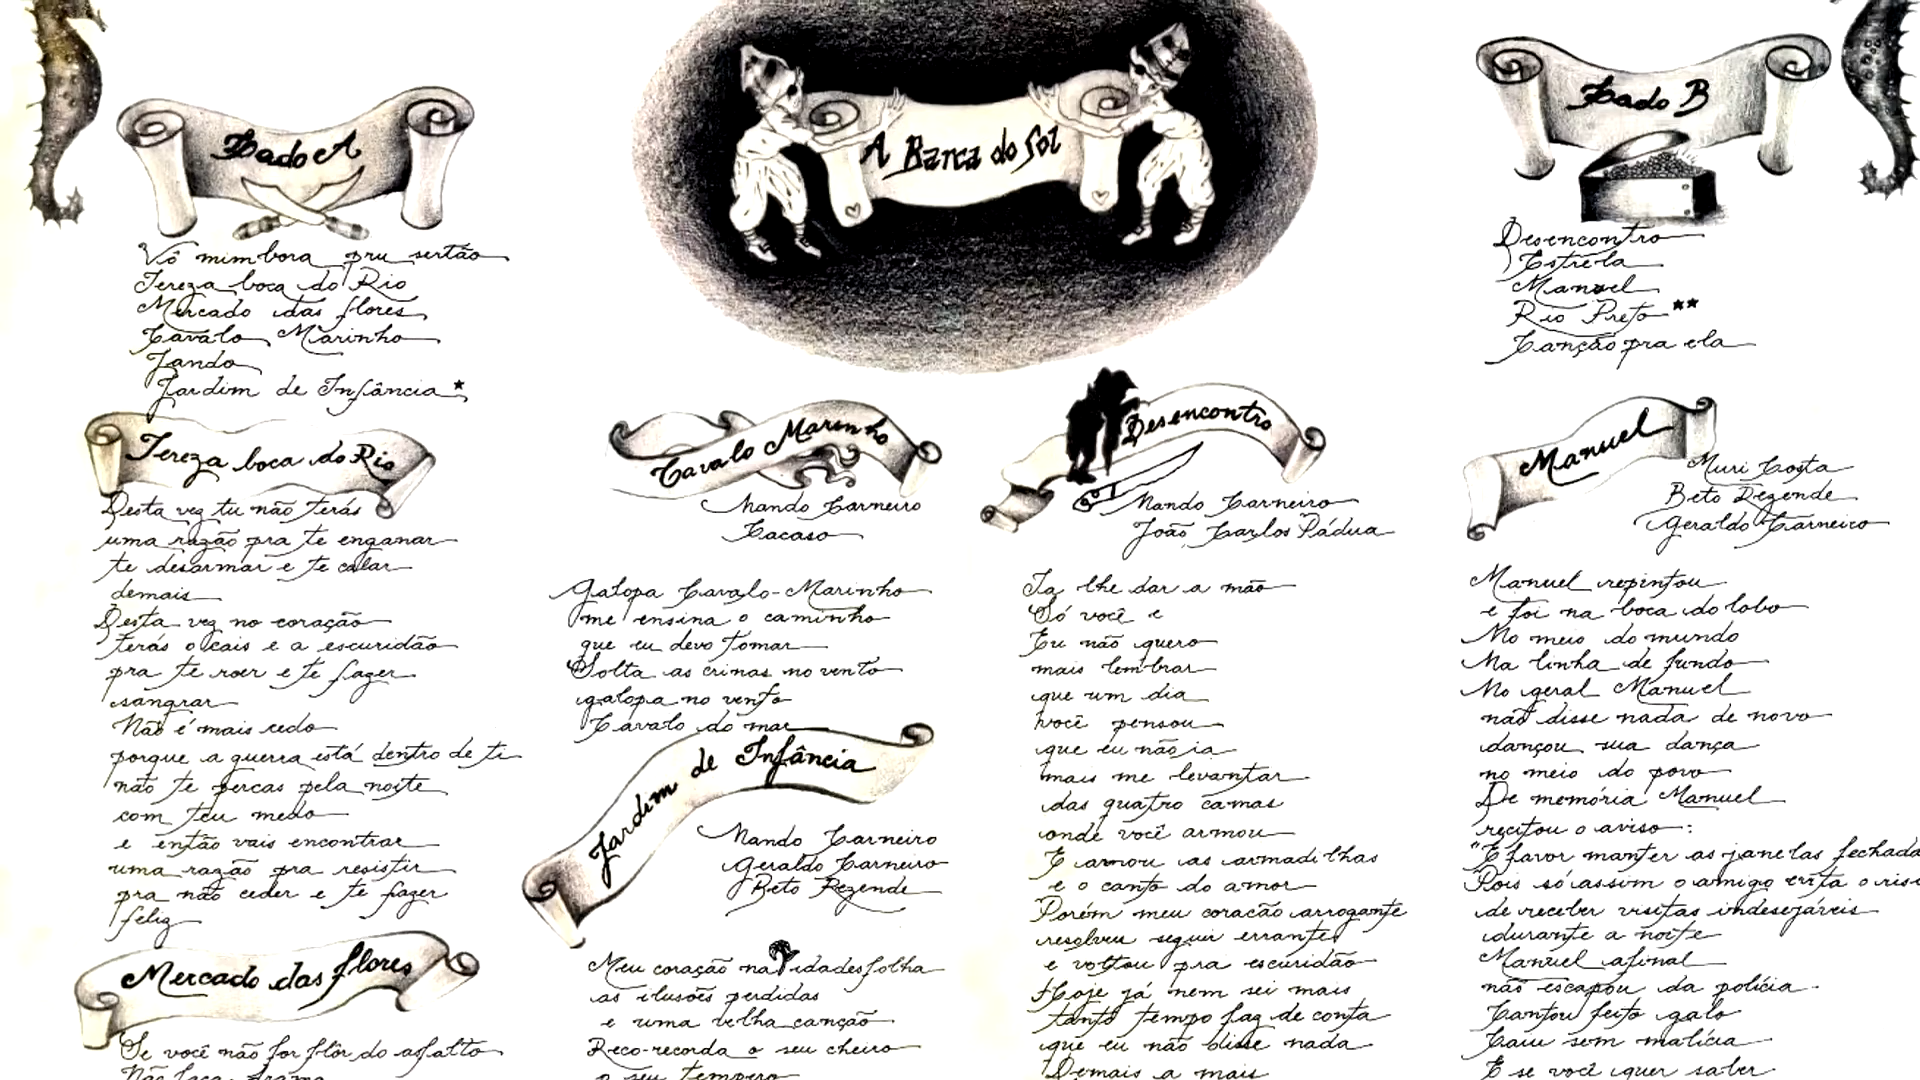 A Barca do Sol
Lado A
Vô mimbora pru sertão
Tereza boca do Rio
Mercado das flores
Cavalo Marinho
Jando
Jardim de Infância*
Lado B
Desencontro
Estrela
Manuel
Rio Preto**
Canção pra ela
Tereza boca do Rio
Desta vez tu não terás
uma razão pra te enganar
te desarmar e te calar
demais
Desta vez no coração
terás o cais e a escuridão
pra te roer e te fazer
sangrar
Não é mais cedo
porque a guerra está dentro de ti
não te percas pela noite
com teu medo
e então vais encontrar
uma razão pra resistir
pra não ceder e te fazer
feliz
Mercado das flores
Se você não for flôr do asfalto
Não faça drama
Cavalo Marinho
Nando Carneiro
Cacaso
Galopa Cavalo-Marinho
me ensina o caminho
que eu devo tomar
Solta as crinas no vento
galopa no vento
Cavalo do mar
Jardim de Infância
Nando Carneiro
Geraldo Carneiro
Beto Rezende
Meu coração na idades folha
as ilusões perdidas
e uma velha canção
Reco-recorda o seu cheiro
o seu tempero
Desencontro
Nando Carneiro
João Carlos Pádua
Ia lhe dar a mão
Só você e
Eu não quero
mais lembrar
que um dia
você pensou
que eu não ia
mais me levantar
das quatro camas
onde você armou
E armou as armadilhas
e o canto do amor
Porém meu coração arrogante
resolveu seguir errante
e voltou pra escuridão
Hoje já nem sei mais
tanto tempo faz de conta
que eu não disse nada
Demais a mais
Manuel
Muri Costa
Beto Rezende
Geraldo Carneiro
Manuel repintou
e foi na boca do lobo
No meio do mundo
Na linha de fundo
No geral Manuel
não disse nada de novo
dançou sua dança
no meio do povo
De memória Manuel
recitou o aviso:
"É favor manter as janelas fechada
Pois só assim o amigo evita o risc
de receber visitas indesejáveis
durante a noite
Manuel afinal
não escapou da polícia.
Cantou feito galo
Caiu sem malícia
E se você quer saber